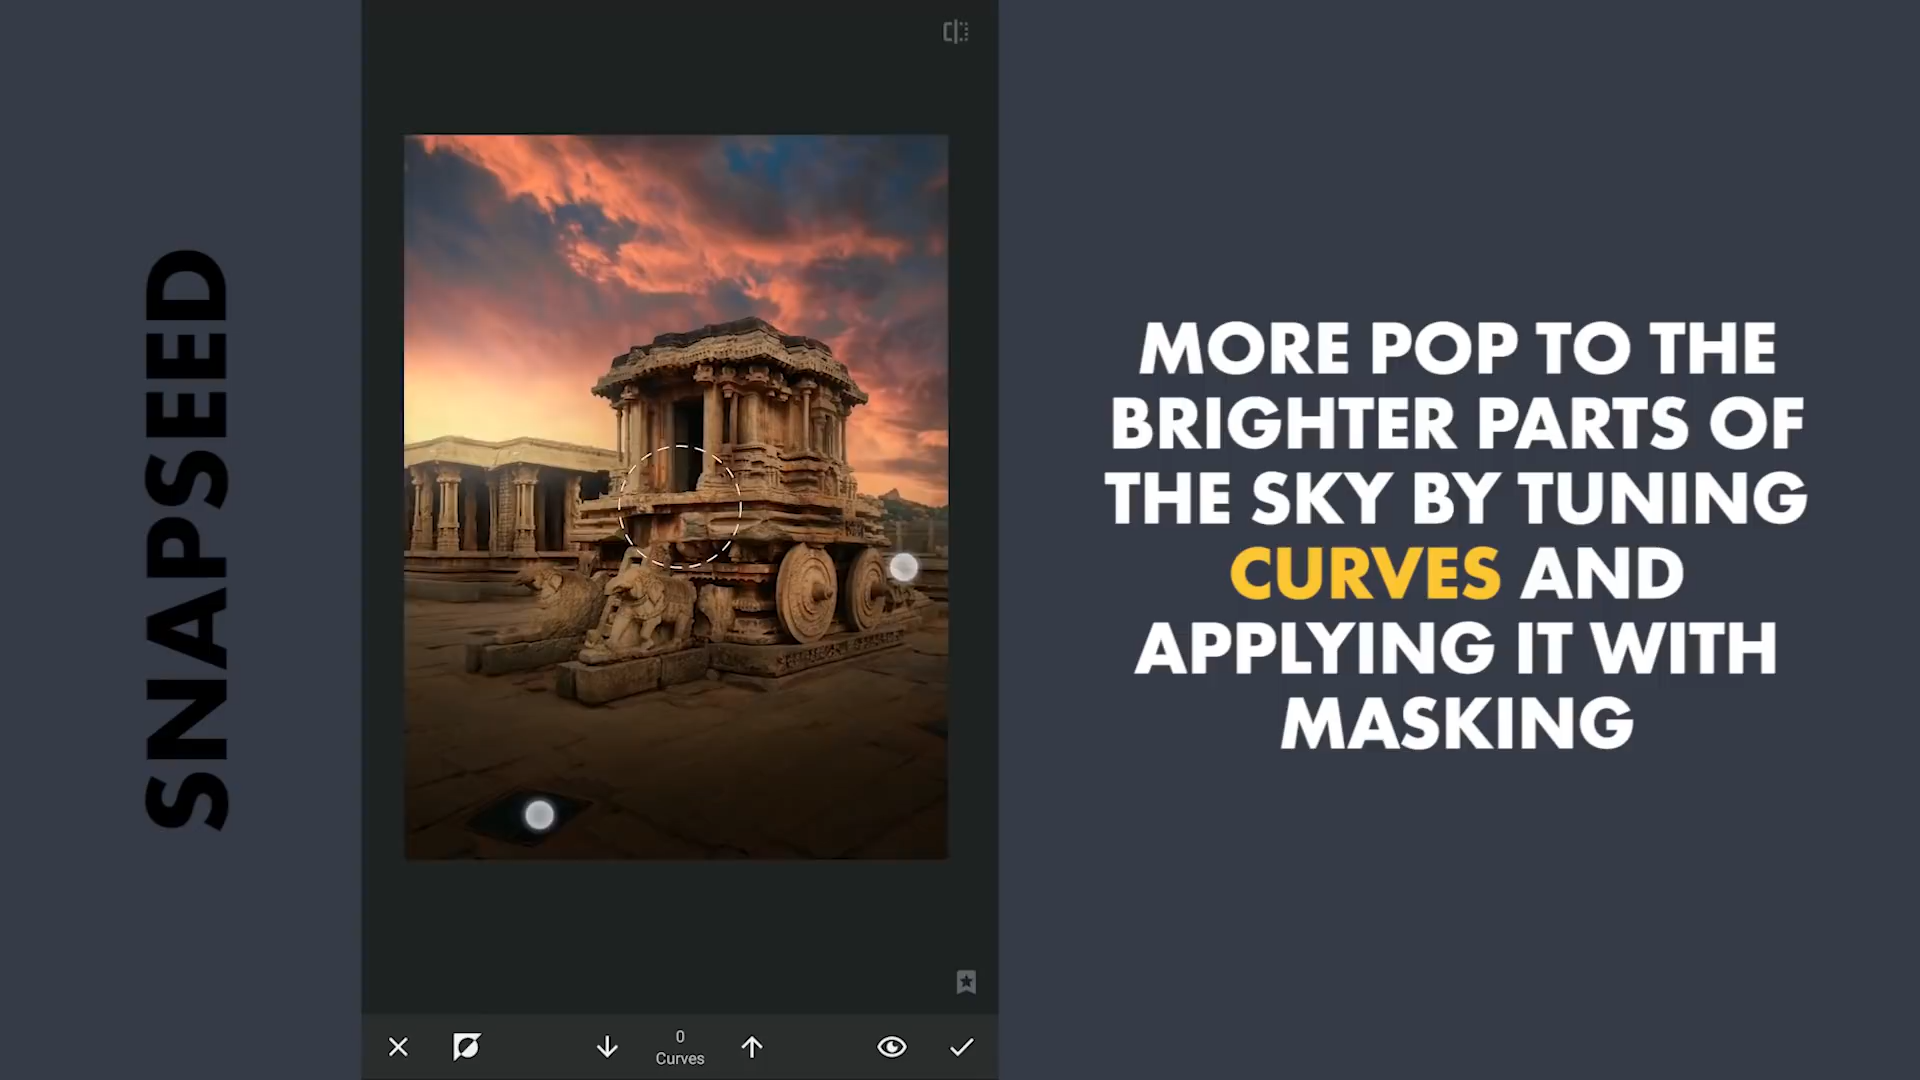 SNAPSEED
MORE POP TO THE
BRIGHTER PARTS OF
THE SKY BY TUNING
CURVES AND
APPLYING IT WITH
MASKING
0
Curves